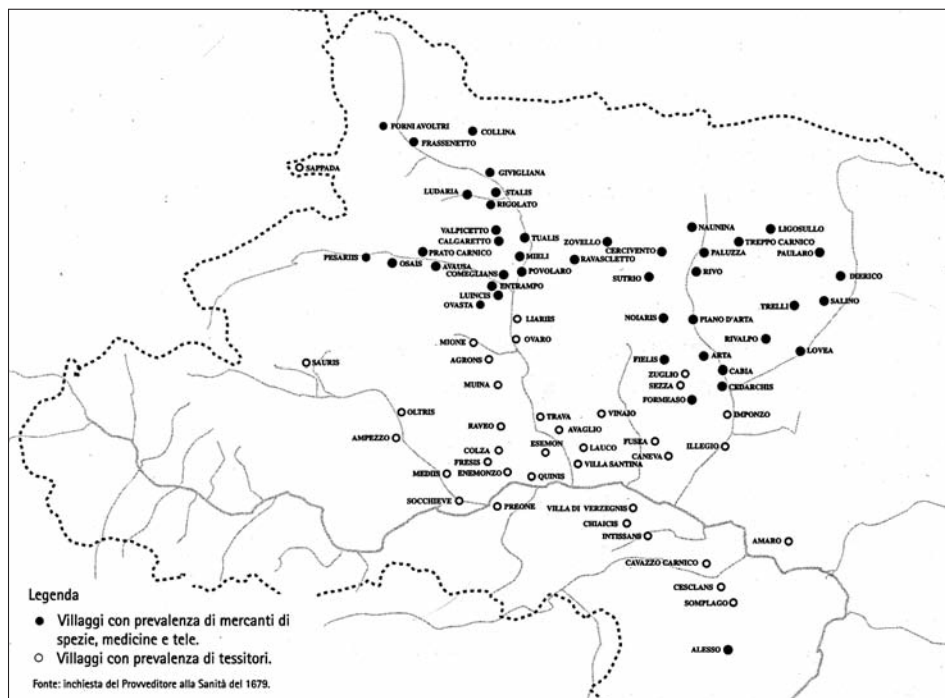 FORNI AVOLTRI
COLLINA
FRASSENETTO
SAPPADA
GIVIGLIANA
LUDARIA
STALIS
RIGOLATO
VALPICETTO
CALGARETTO
TUALIS
ZOVELLO
CERCIVENTO
NAUNINA
LIGOSULLO
TREPPO CARNICO
PALUZZA
PAULARO
PESARIIS
OSAIS
PRATO CARNICO
AVAUSA
MIELI
RAVASCLETTO
COMEGLIANS
POVOLARO
SUTRIO
RIVO
DIERICO
ENTRAMPO
LUINCIS
OVASTA
TRELLI
SALINO
LIARIIS
NOIARIS
PIANO D'ARTA
MIONE
OVARO
RIVALPO
LOVEA
SAURIS
AGRONS
FIELIS
ARTA
ZUGLIO
CABIA
MUINA
SEZZA
CEDARCHIS
FORMEASO
OLTRIS
TRAVA
VINAIO
IMPONZO
RAVEO
AVAGLIO
AMPEZZO
ESEMON
FUSEA
ILLEGIO
COLZA
LAUCO
CANEVA
FRESIS
VILLA SANTINA
MEDIIS
ENEMONZO
QUINIS
SOCCHIEVE
PREONE
VILLA DI VERZEGNIS
CHIAICIS
INTISSANS
AMARO
CAVAZZO CARNICO
CESCLANS
SOMPLAGO
ALESSO
Legenda
Villaggi con prevalenza di mercanti di
spezie, medicine e tele.
Villaggi con prevalenza di tessitori.
Fonte: inchiesta del Provveditore alla Sanità del 1679.